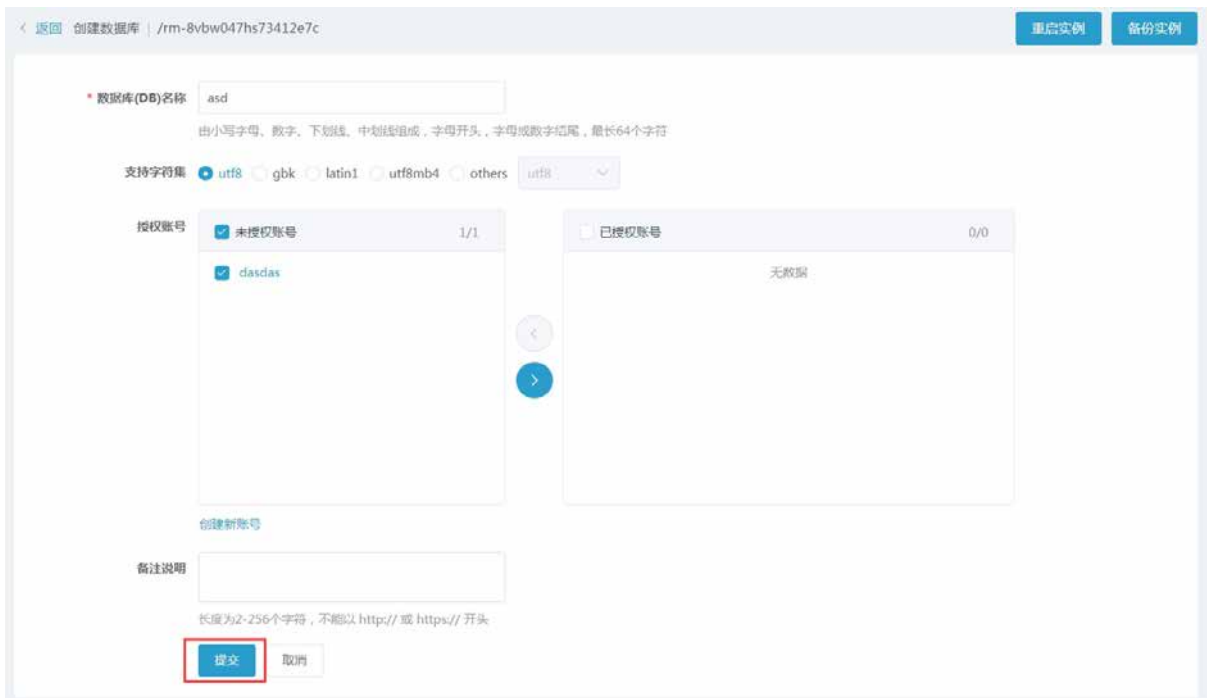 < 返回 创建数据库 | /rm-8vbw047hs73412e7c 重启实例 备份实例
* 数据库(DB)名称 asd
由小写字母、数字、下划线、中划线组成，字母开头，字母或数字结尾，最长64个字符
支持字符集 utf8 gbk latin1 utf8mb4 others utf8
授权账号 未授权账号 1/1 已授权账号 0/0
dasdas 无数据
创建新账号
备注说明
长度为2-256个字符，不能以 http:// 或 https:// 开头
提交 取消